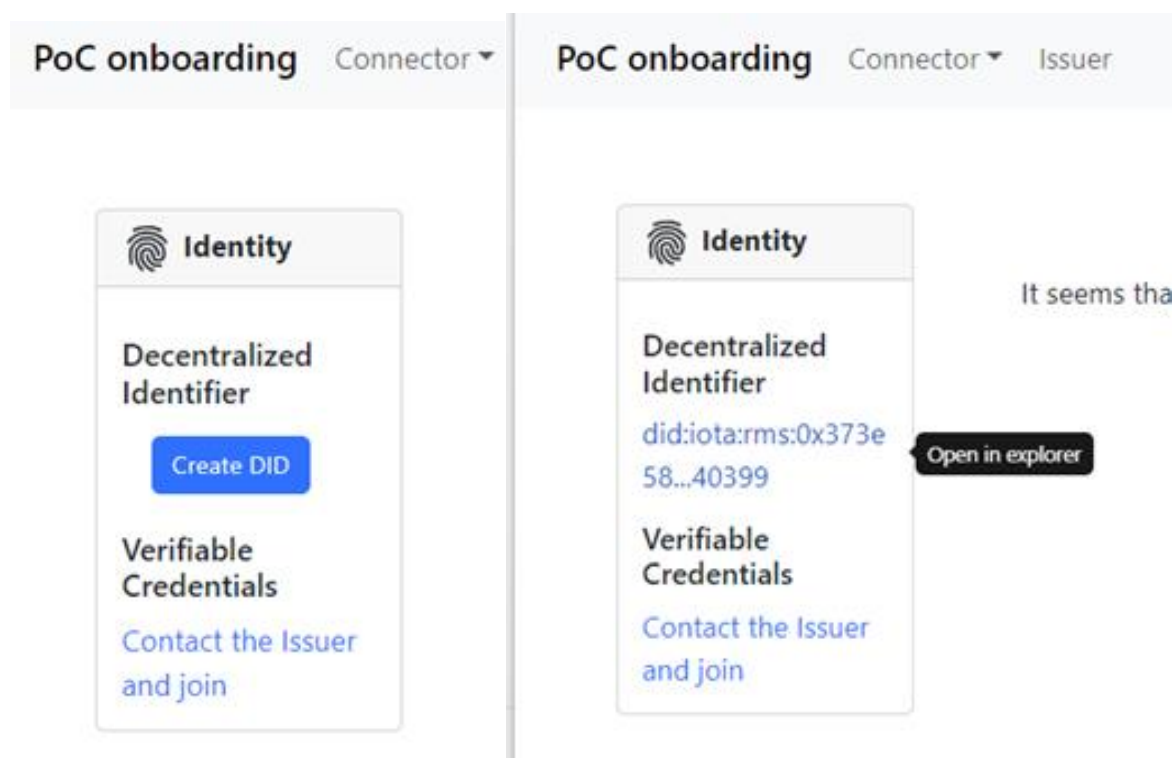 PoC onboarding Connector
Identity
Decentralized
Identifier
Create DID
Verifiable
Credentials
Contact the Issuer
and join
PoC onboarding Connector Issuer
Identity
Decentralized
Identifier
did:iota:rms:0x373e
58...40399
Open in explorer
Verifiable
Credentials
Contact the Issuer
and join
It seems tha